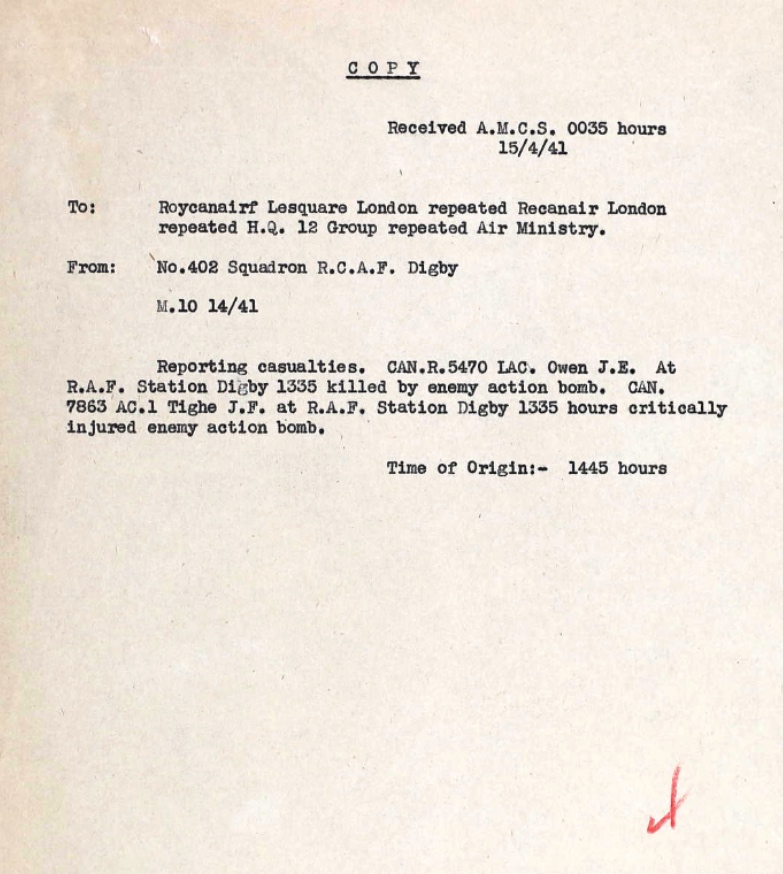 C O P Y
Received A.M.C.S. 0035 hours
15/4/41
To: Roycanairf Lesquare London repeated Recanair London
repeated H.Q. 12 Group repeated Air Ministry.
From: No.402 Squadron R.C.A.F. Digby
M.10 14/41
Reporting casualties. CAN.R.5470 LAC. Owen J.E. At
R.A.F. Station Digby 1335 killed by enemy action bomb. CAN.
7863 AC.1 Tighe J.F. at R.A.F. Station Digby 1335 hours critically
injured enemy action bomb.
Time of Origin:- 1445 hours